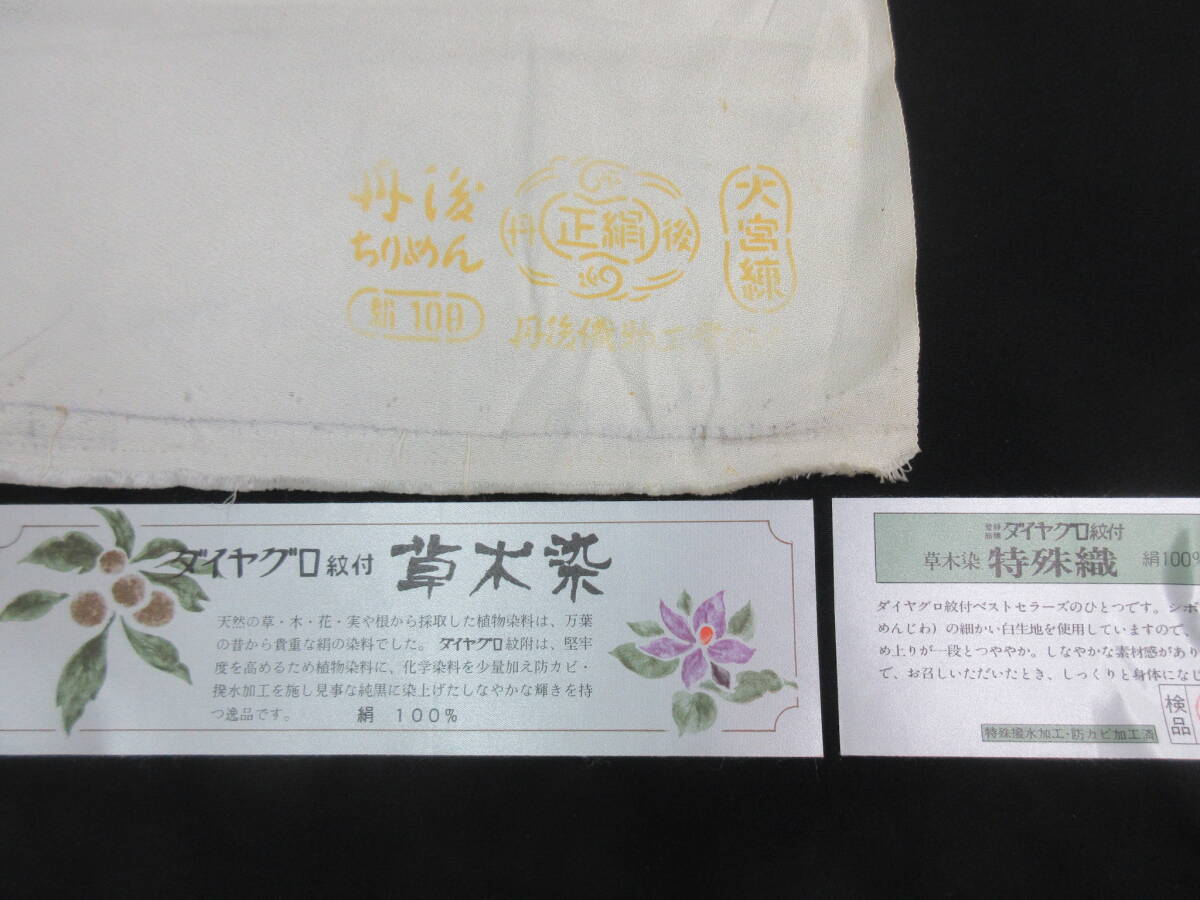 丹後
ちりめん
絹100
丹 正絹 後
大宮練
丹後織物工業
ダイヤグロ紋付 草木染
天然の草・木・花・実や根から採取した植物染料は、万葉
の昔から貴重な絹の染料でした。ダイヤグロ紋附は、堅牢
度を高めるため植物染料に、化学染料を少量加え防カビ・
撥水加工を施し見事な純黒に染上げたしなやかな輝きを持
つ逸品です。 絹 100%
登録商標 ダイヤグロ紋付
草木染 特殊織 絹100%
ダイヤグロ紋付ベストセラーズのひとつです。シボ
めんじわ)の細かい白生地を使用していますので、
め上りが一段とつややか。しなやかな素材感があり
で、お召しいただいたとき、しっくりと身体になじ
検品
特殊撥水加工・防カビ加工済